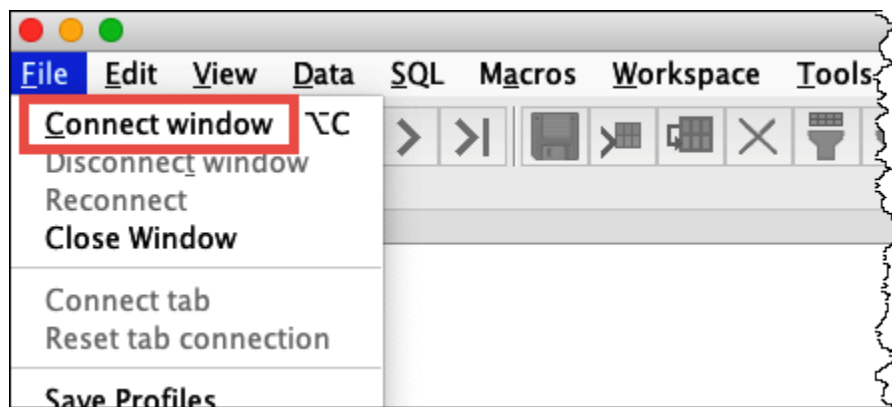 File Edit View Data SQL Macros Workspace Tools
Connect window ⌥C
Disconnect window
Reconnect
Close Window
Connect tab
Reset tab connection
Save Profiles